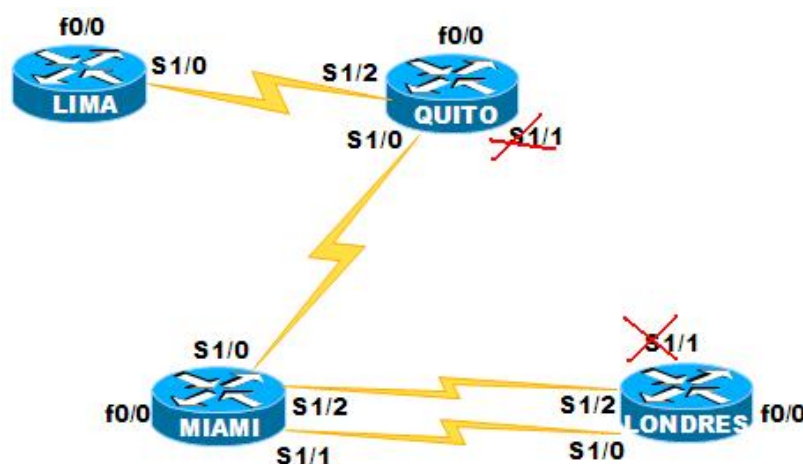 f0/0
S1/0
LIMA
f0/0
S1/2
QUITO
S1/0
S1/1
S1/0
f0/0
MIAMI
S1/2
S1/1
S1/1
S1/2
LONDRES
f0/0
S1/0